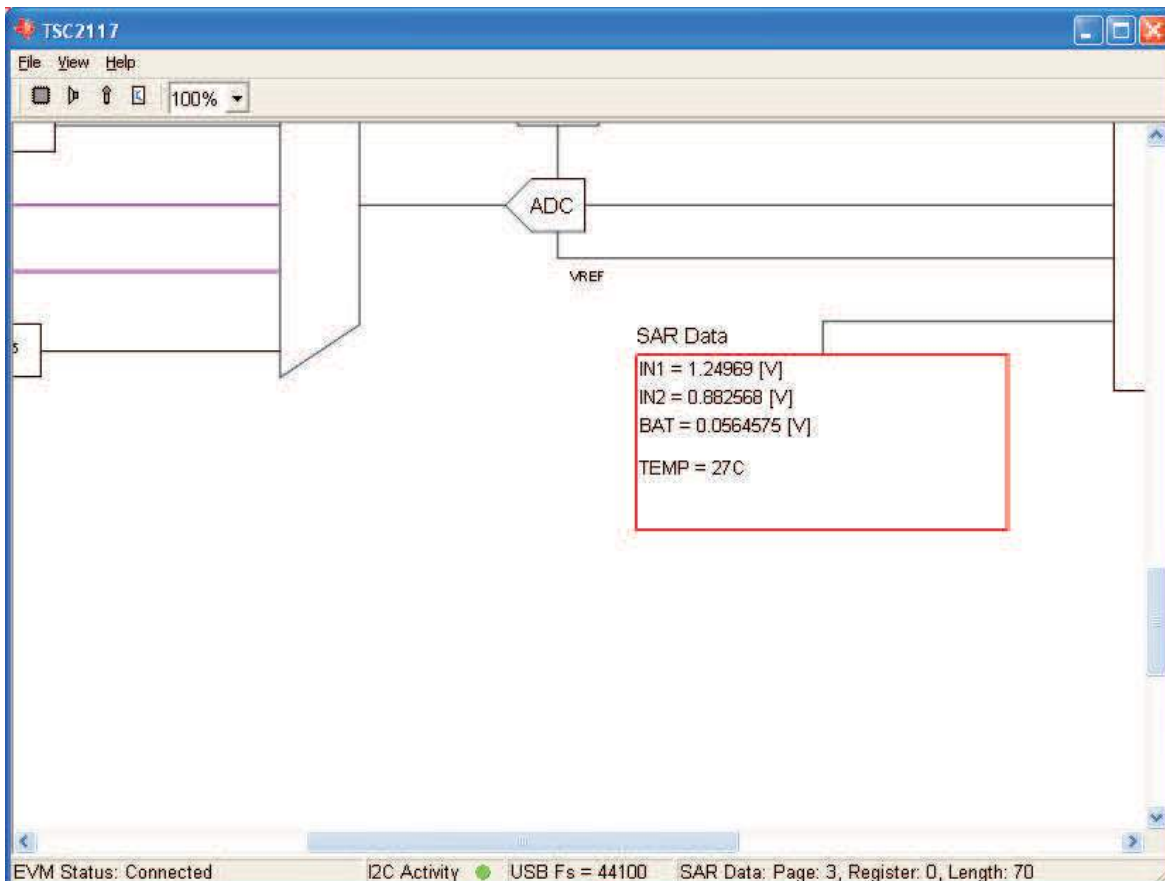 TSC2117
File View Help
100%
ADC
VREF
5
SAR Data
IN1 = 1.24969 [V]
IN2 = 0.882568 [V]
BAT = 0.0564575 [V]
TEMP = 27C
EVM Status: Connected I2C Activity USB Fs = 44100 SAR Data: Page: 3, Register: 0, Length: 70